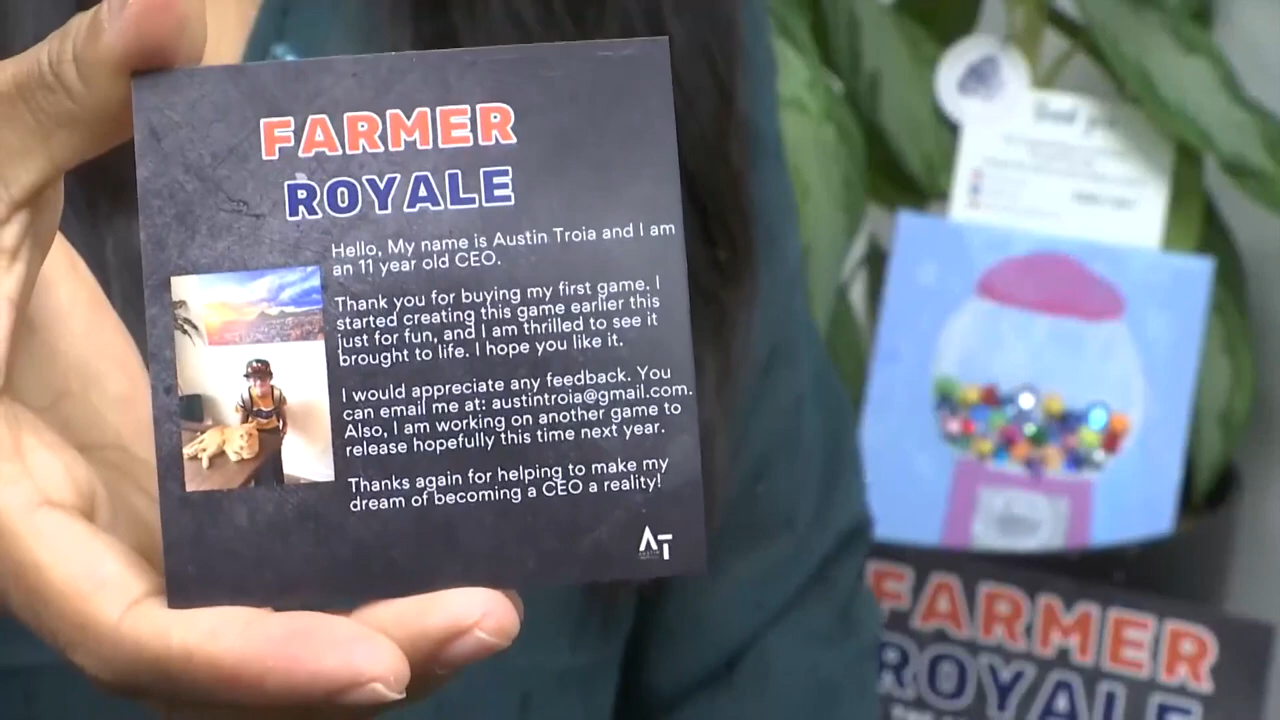 FARMER
ROYALE
Hello, My name is Austin Troia and I am
an 11 year old CEO.
Thank you for buying my first game. I
started creating this game earlier this
just for fun, and I am thrilled to see it
brought to life. I hope you like it.
I would appreciate any feedback. You
can email me at: austintroia@gmail.com.
Also, I am working on another game to
release hopefully this time next year.
Thanks again for helping to make my
dream of becoming a CEO a reality!
AT
FARMER
ROYALE